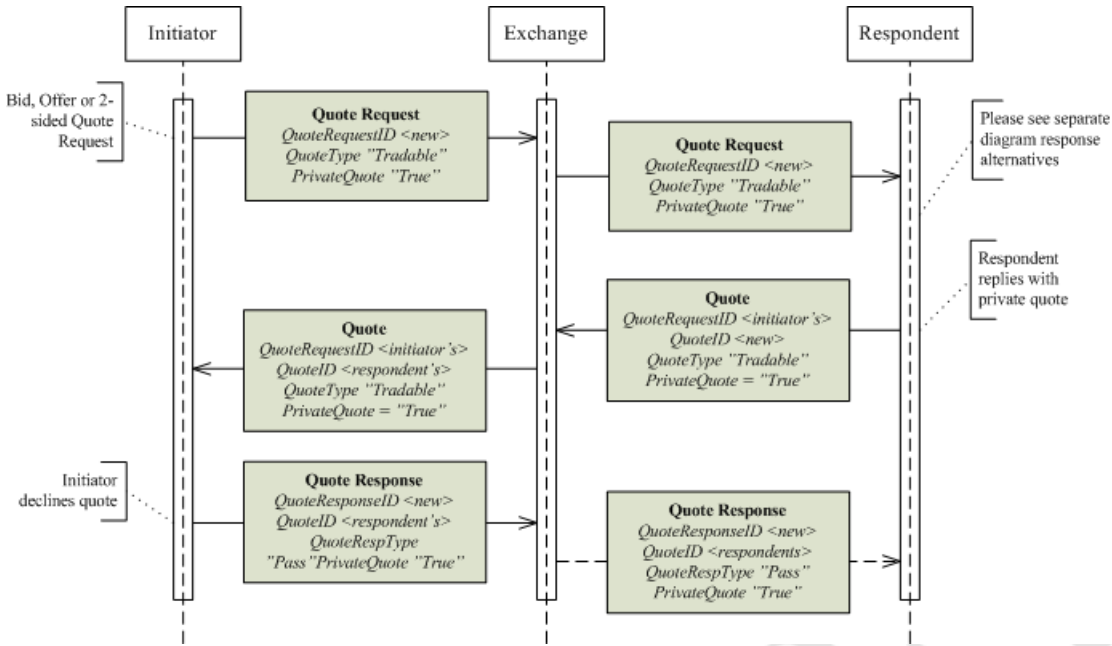 Initiator
Exchange
Respondent
Bid, Offer or 2-
sided Quote
Request
Quote Request
QuoteRequestID <new>
QuoteType "Tradable"
PrivateQuote "True"
Quote Request
QuoteRequestID <new>
QuoteType "Tradable"
PrivateQuote "True"
Please see separate
diagram response
alternatives
Respondent
replies with
private quote
Quote
QuoteRequestID <initiator's>
QuoteID <new>
QuoteType "Tradable"
PrivateQuote = "True"
Quote
QuoteRequestID <initiator's>
QuoteID <respondent's>
QuoteType "Tradable"
PrivateQuote = "True"
Initiator
declines quote
Quote Response
QuoteResponseID <new>
QuoteID <respondent's>
QuoteRespType
"Pass"PrivateQuote "True"
Quote Response
QuoteResponseID <new>
QuoteID <respondents>
QuoteRespType "Pass"
PrivateQuote "True"